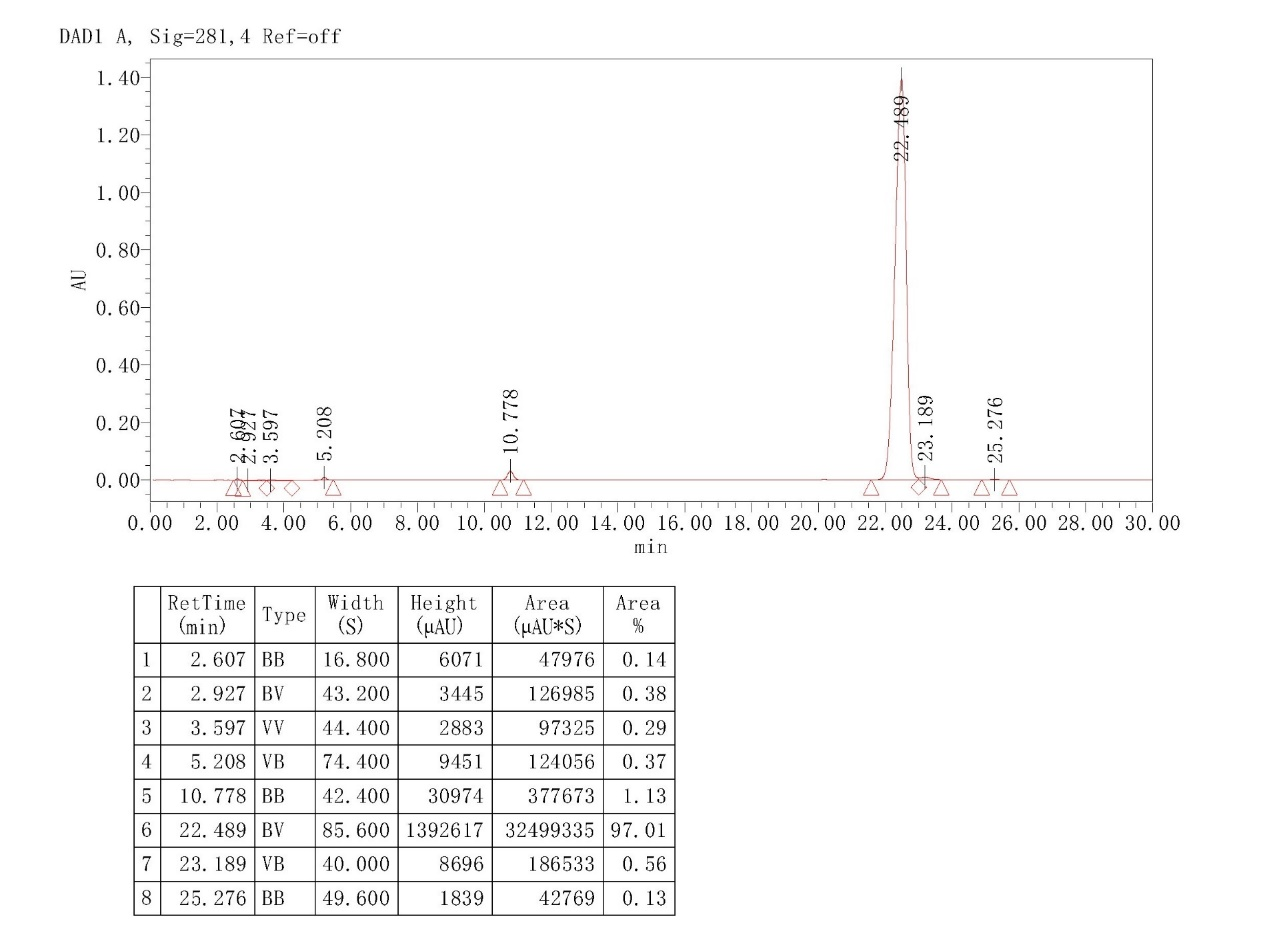 DAD1 A, Sig=281,4 Ref=off
1.40
1.20
1.00
0.80
0.60
0.40
0.20
0.00
AU
2.607
2.927
3.597
5.208
10.778
22.489
23.189
25.276
0.00 2.00 4.00 6.00 8.00 10.00 12.00 14.00 16.00 18.00 20.00 22.00 24.00 26.00 28.00 30.00
min
RetTime (min) Type Width (S) Height (μAU) Area (μAU*S) Area %
1 2.607 BB 16.800 6071 47976 0.14
2 2.927 BV 43.200 3445 126985 0.38
3 3.597 VV 44.400 2883 97325 0.29
4 5.208 VB 74.400 9451 124056 0.37
5 10.778 BB 42.400 30974 377673 1.13
6 22.489 BV 85.600 1392617 32499335 97.01
7 23.189 VB 40.000 8696 186533 0.56
8 25.276 BB 49.600 1839 42769 0.13